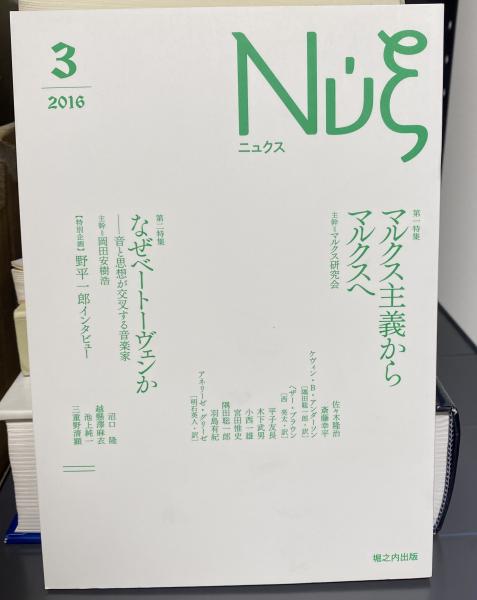 3
2016
Νύξ
ニュクス
第一特集
マルクス主義から
マルクスへ
主幹=マルクス研究会
佐々木隆治
斎藤幸平
ケヴィン・B・アンダーソン
[隅田聡一郎・訳]
ヘザー・ブラウン
[西 亮太・訳]
平子友長
木下武男
小西一雄
宮田惟史
隅田聡一郎
羽島有紀
アネリーゼ・グリーゼ
[明石英人・訳]
第二特集
なぜベートーヴェンか
――音と思想が交叉する音楽家
主幹=岡田安樹浩
【特別企画】野平一郎インタビュー
沼口 隆
池上純一
越懸澤麻衣
三重野清顕
堀之内出版